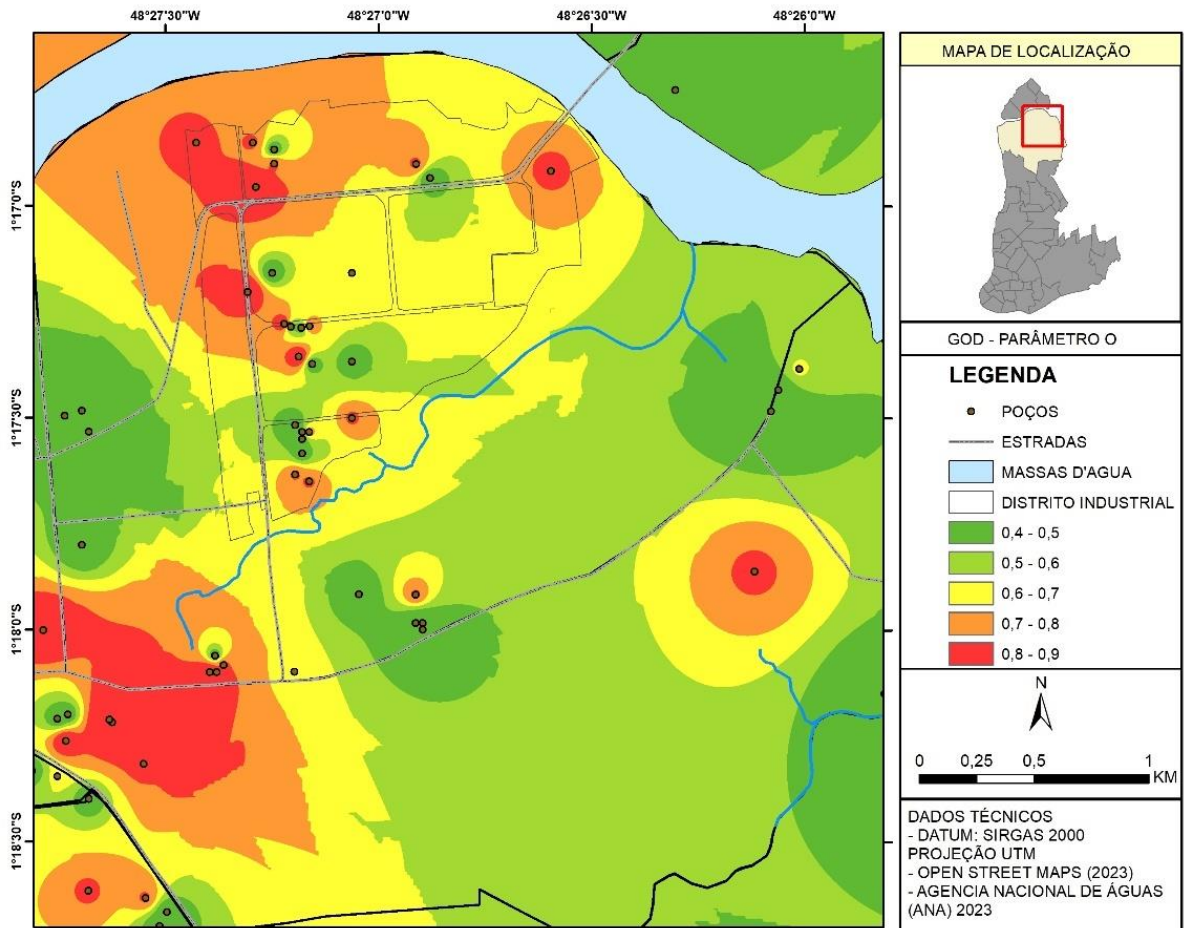 48°27'30"W
48°27'0"W
48°26'30"W
48°26'0"W
1°17'0"S
1°17'30"S
1°18'0"S
1°18'30"S
MAPA DE LOCALIZAÇÃO
GOD - PARÂMETRO O
LEGENDA
POÇOS
ESTRADAS
MASSAS D'AGUA
DISTRITO INDUSTRIAL
0,4 - 0,5
0,5 - 0,6
0,6 - 0,7
0,7 - 0,8
0,8 - 0,9
N
0 0,25 0,5 1
KM
DADOS TÉCNICOS
- DATUM: SIRGAS 2000
PROJEÇÃO UTM
- OPEN STREET MAPS (2023)
- AGENCIA NACIONAL DE ÁGUAS
(ANA) 2023